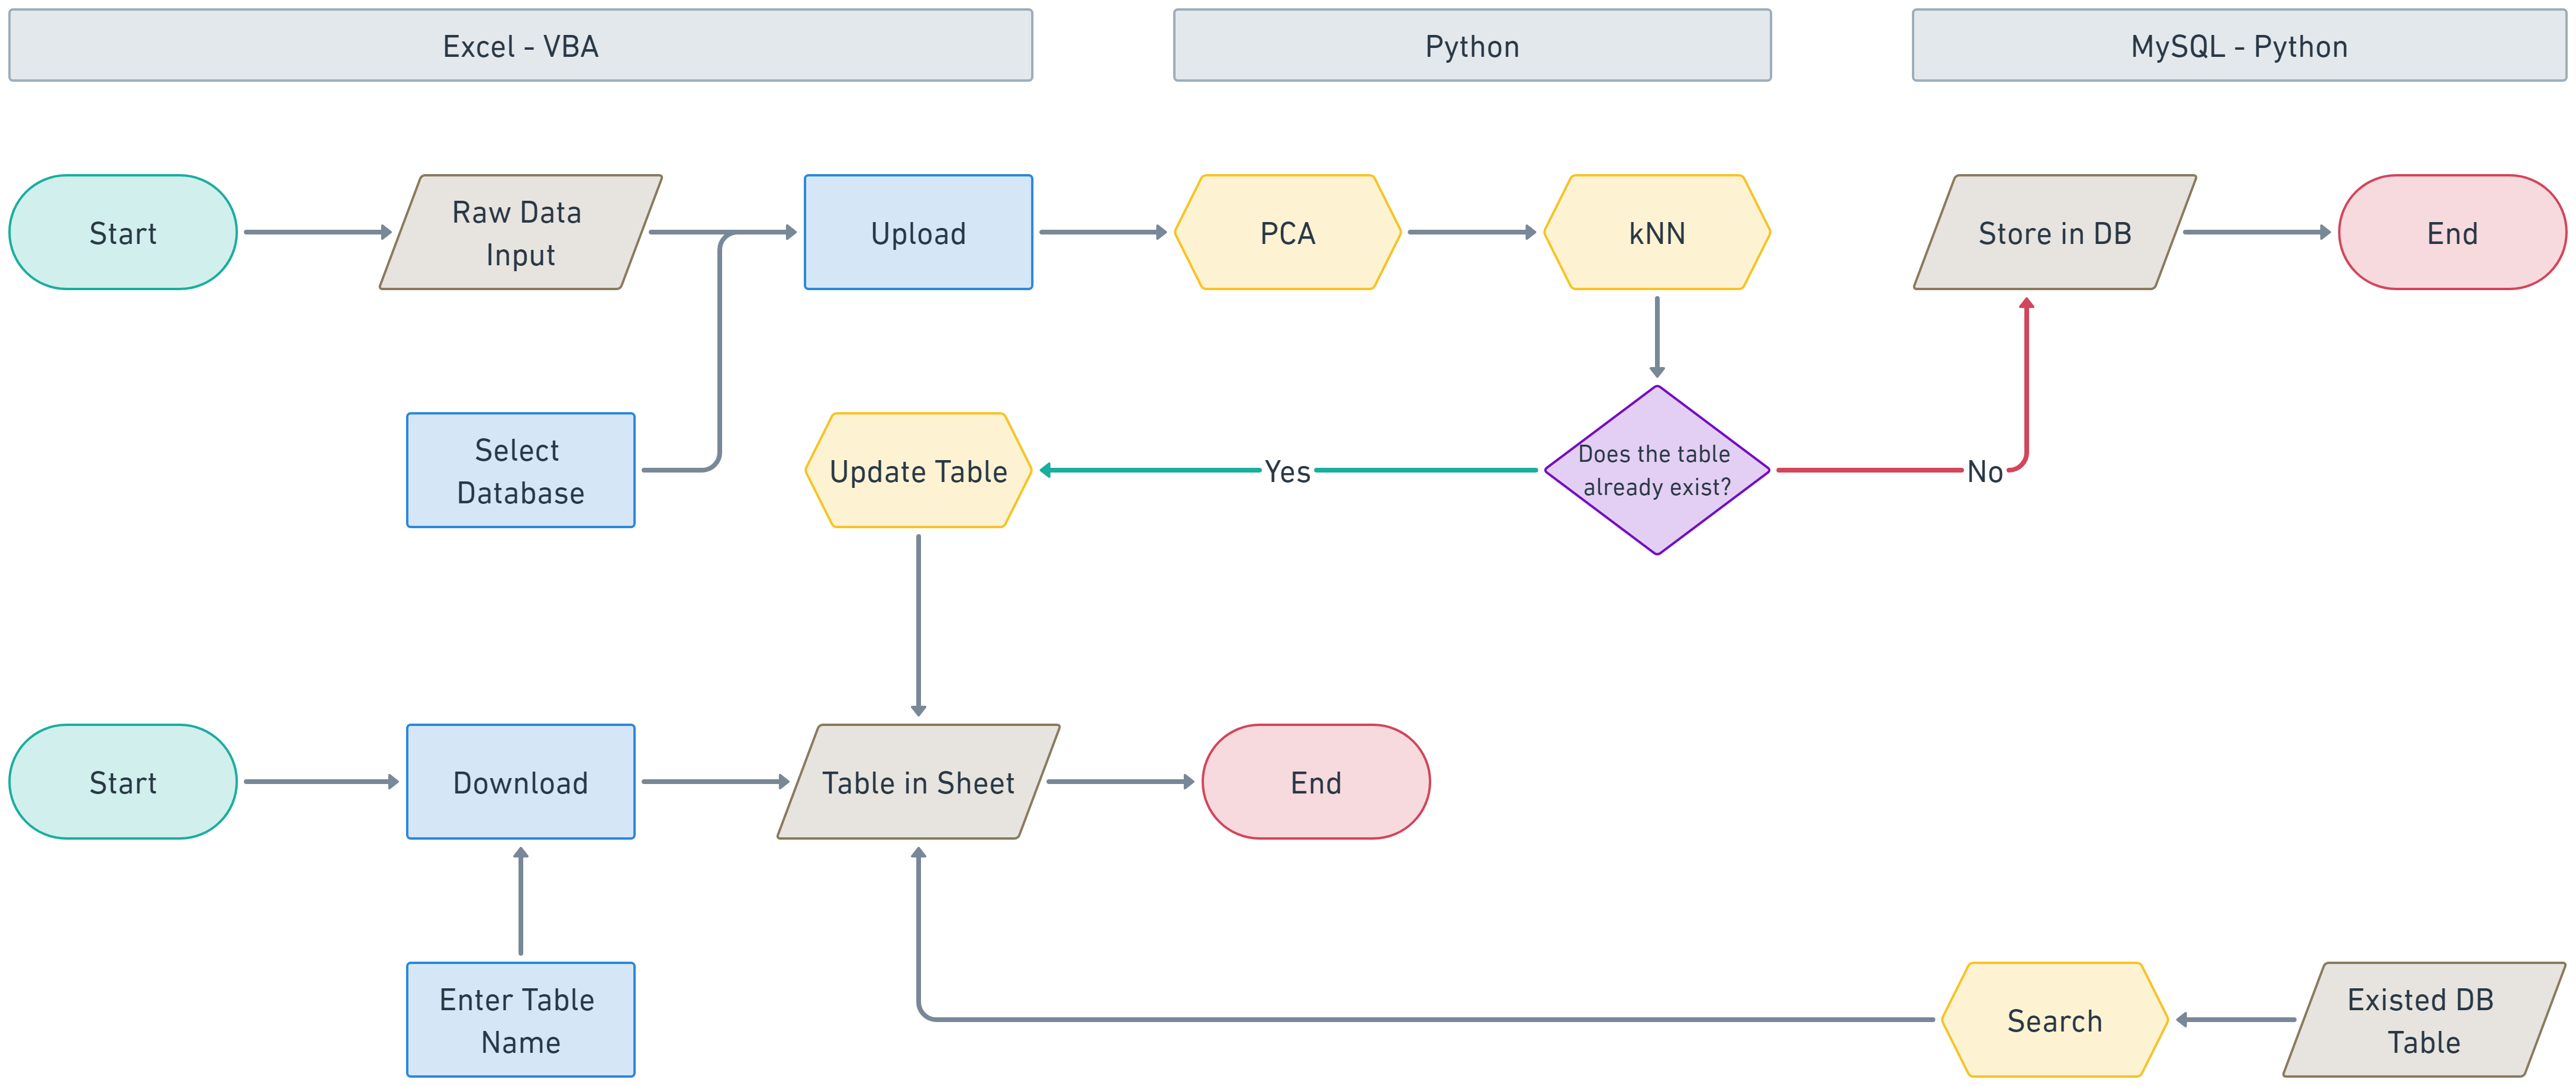 Excel - VBA
Python
MySQL - Python
Start
Raw Data
Input
Upload
PCA
kNN
Store in DB
End
Select
Database
Update Table
Yes
Does the table
already exist?
No
Start
Download
Table in Sheet
End
Enter Table
Name
Search
Existed DB
Table